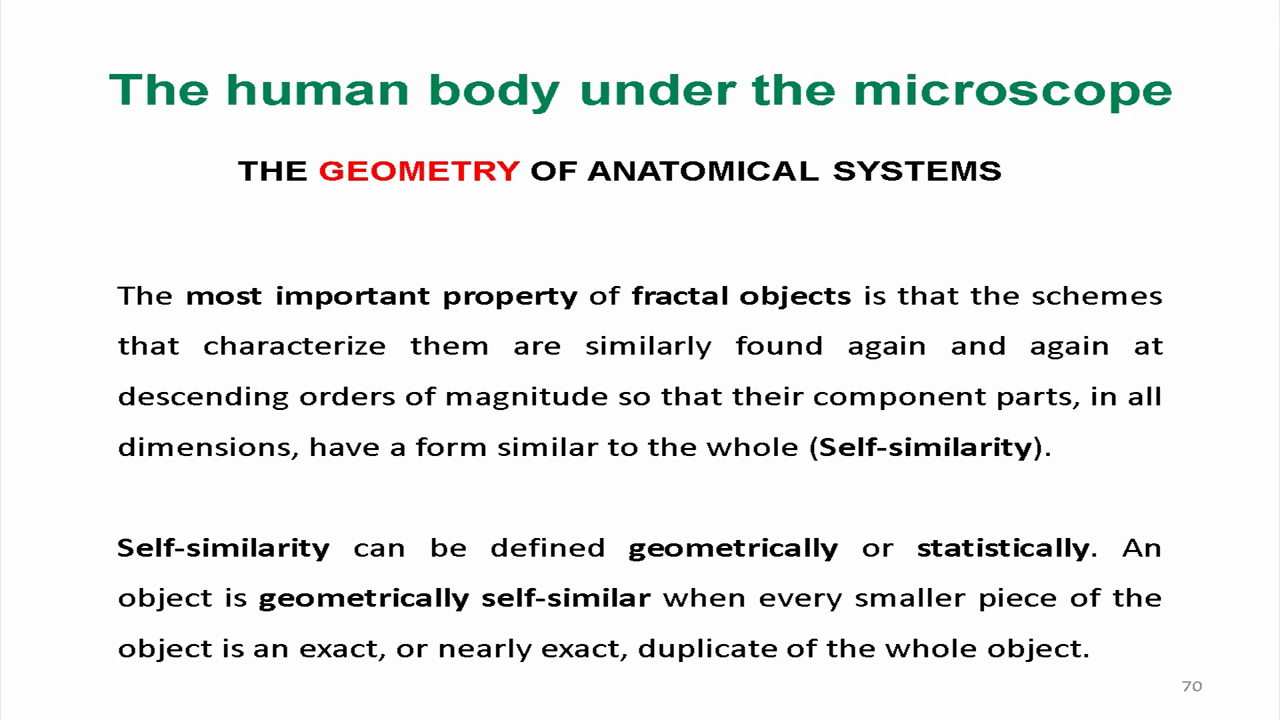 The human body under the microscope
THE GEOMETRY OF ANATOMICAL SYSTEMS
The most important property of fractal objects is that the schemes
that characterize them are similarly found again and again at
descending orders of magnitude so that their component parts, in all
dimensions, have a form similar to the whole (Self-similarity).
Self-similarity can be defined geometrically or statistically. An
object is geometrically self-similar when every smaller piece of the
object is an exact, or nearly exact, duplicate of the whole object.
70